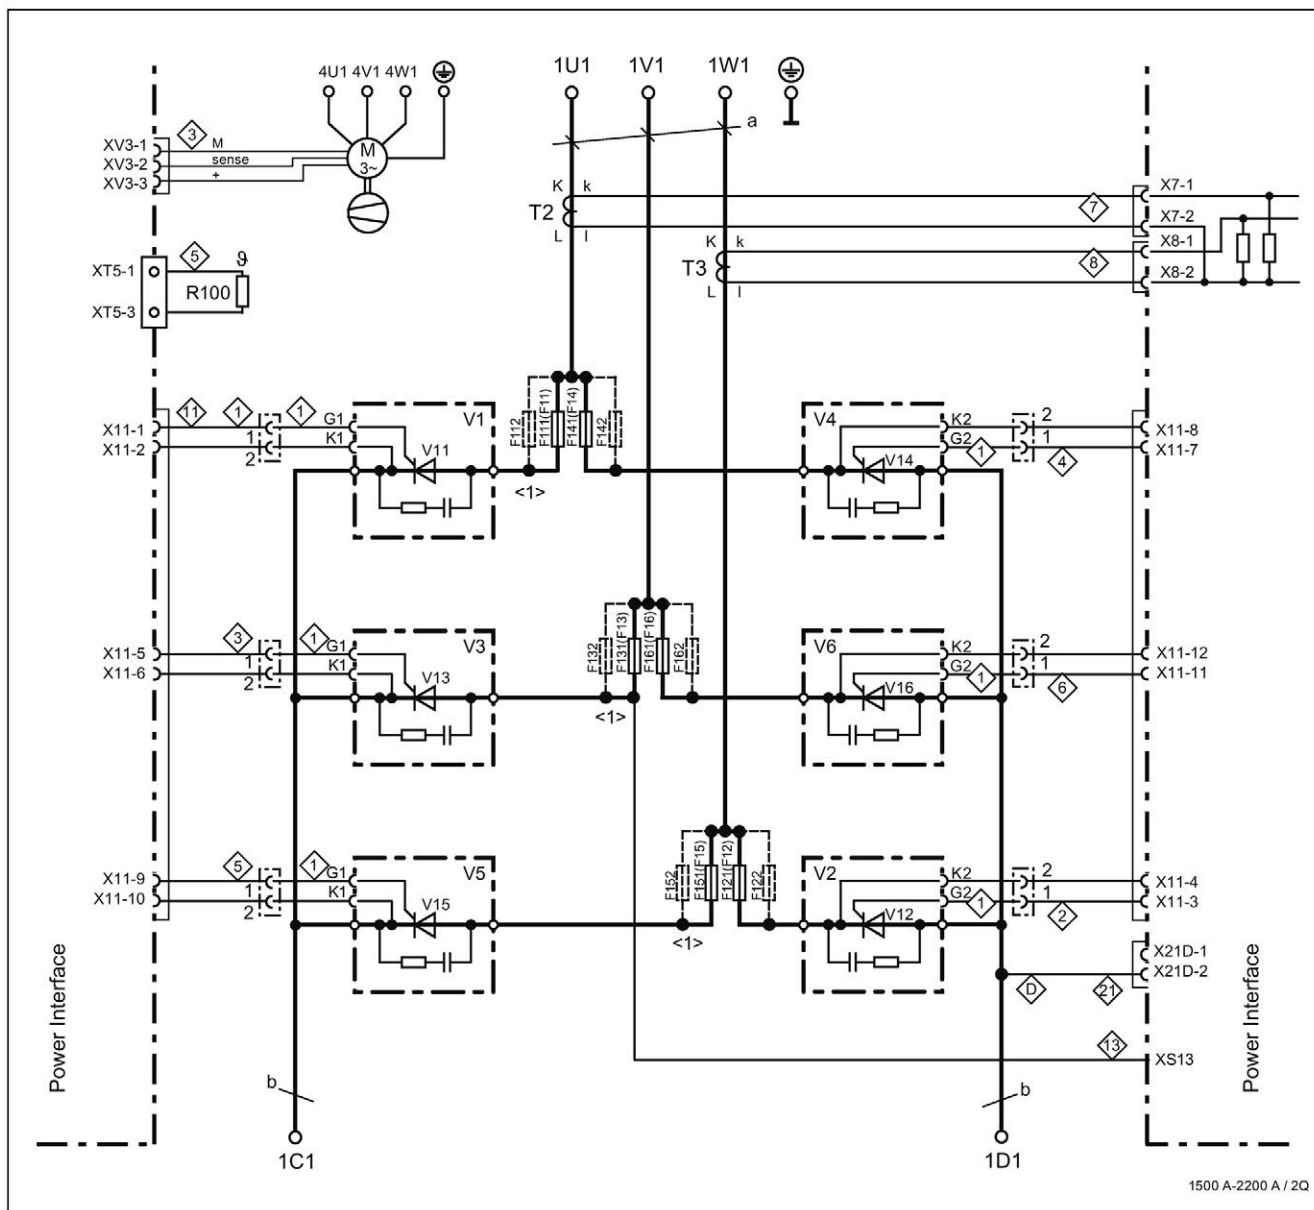 4U1 4V1 4W1
1U1 1V1 1W1
a
XV3-1 3 M
XV3-2 sense
XV3-3 +
M
3~
K k
T2
L l
7
X7-1
X7-2
K k
T3
L l
8
X8-1
X8-2
XT5-1 5 ϑ
R100
XT5-3
F112 F111(F11) F141(F14) F142
11 1 1 G1 V1
X11-1
1 K1
X11-2
2
V11
<1>
V4 K2 2
X11-8
G2 1 1
X11-7
V14 4
F132 F131(F13) F161(F16) F162
3 1 G1 V3
X11-5
1 K1
X11-6
2
V13
<1>
V6 K2 2
X11-12
G2 1 1
X11-11
V16 6
F152 F151(F15) F121(F12) F122
5 1 G1 V5
X11-9
1 K1
X11-10
2
V15
<1>
V2 K2 2
X11-4
G2 1 1
X11-3
V12 2
X21D-1
X21D-2
D 21
13
XS13
Power Interface
Power Interface
b
b
1C1
1D1
1500 A-2200 A / 2Q